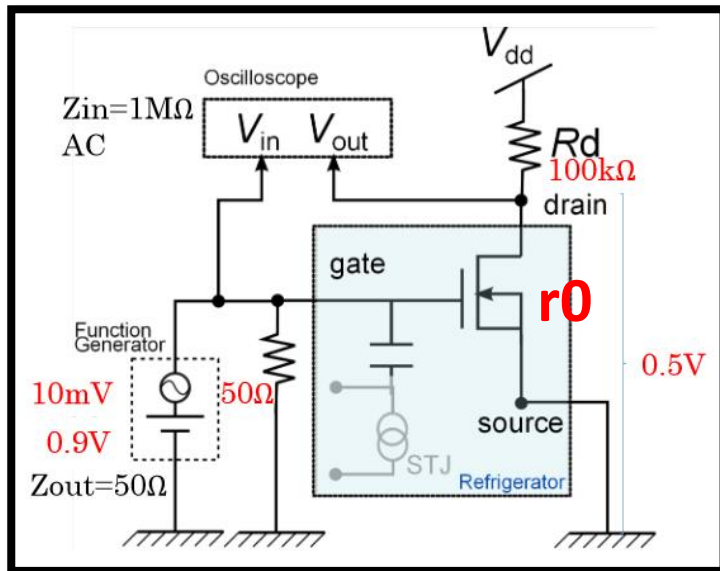 Oscilloscope
Zin=1MΩ
AC
Vin
Vout
Vdd
Rd
100kΩ
drain
gate
r0
Function
Generator
10mV
0.9V
50Ω
0.5V
source
STJ
Refrigerator
Zout=50Ω